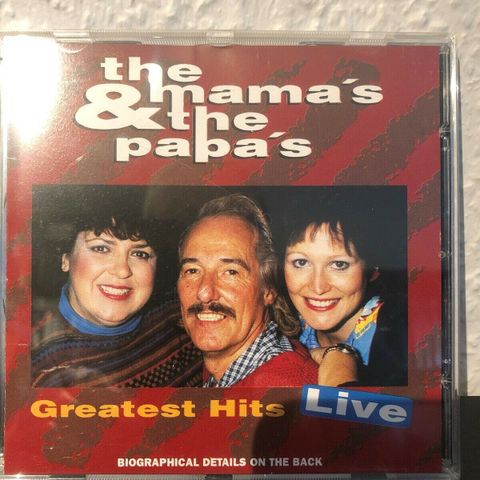 the
mama's
& the
papa's
Greatest Hits Live
BIOGRAPHICAL DETAILS ON THE BACK